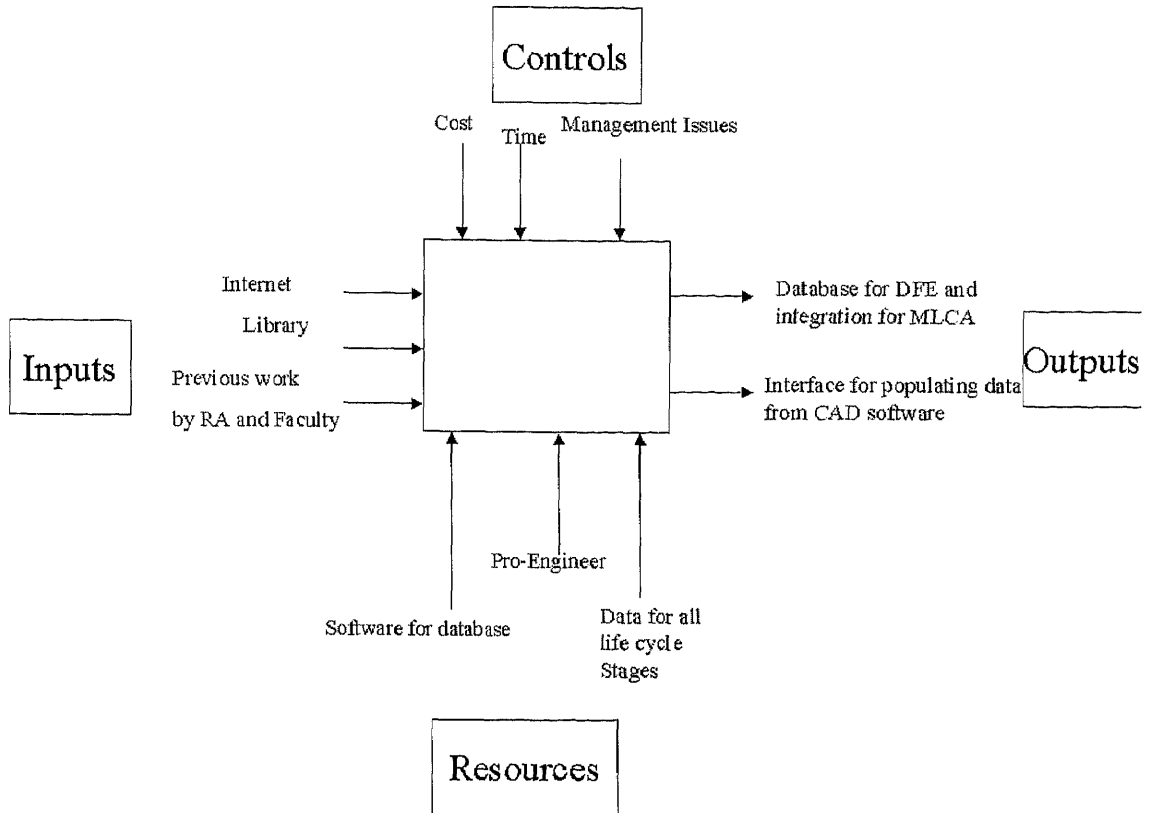 Controls
Cost
Time
Management Issues
Internet
Library
Inputs
Previous work
by RA and Faculty
Database for DFE and
integration for MLCA
Outputs
Interface for populating data
from CAD software
Pro-Engineer
Software for database
Data for all
life cycle
Stages
Resources